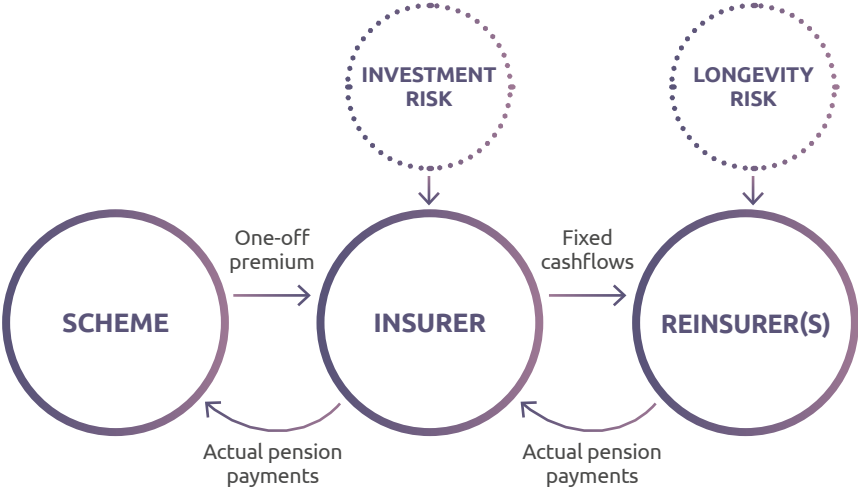 INVESTMENT
RISK
LONGEVITY
RISK
One-off
premium
Fixed
cashflows
SCHEME
INSURER
REINSURER(S)
Actual pension
payments
Actual pension
payments